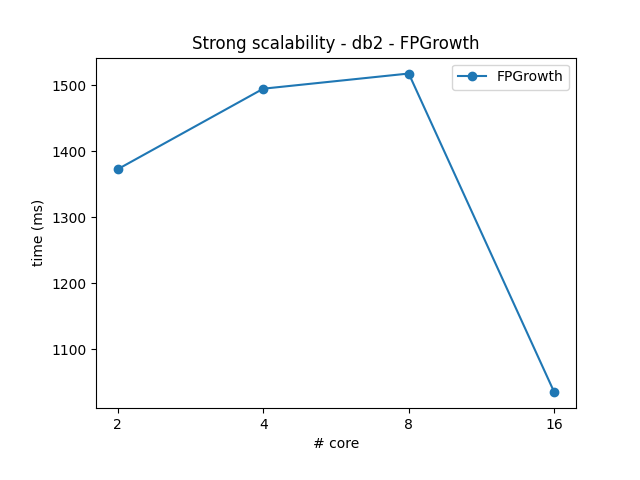 Strong scalability - db2 - FPGrowth
FPGrowth
1500
1400
1300
1200
1100
time (ms)
2 4 8 16
# core